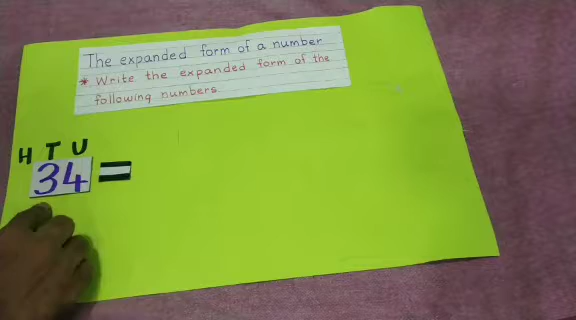 The expanded form of a number
* Write the expanded form of the
following numbers
H T U
34 =